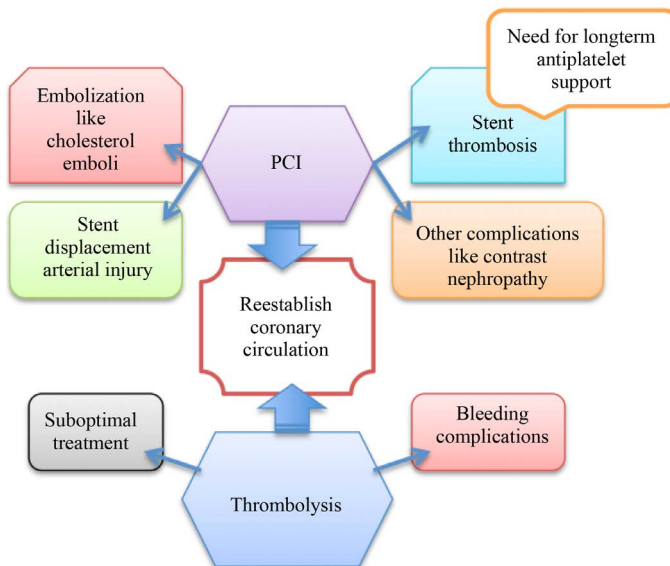 Need for longterm
antiplatelet
support
Embolization
like
cholesterol
emboli
PCI
Stent
thrombosis
Stent
displacement
arterial injury
Other complications
like contrast
nephropathy
Reestablish
coronary
circulation
Suboptimal
treatment
Bleeding
complications
Thrombolysis